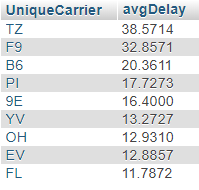 UniqueCarrier avgDelay
TZ 38.5714
F9 32.8571
B6 20.3611
PI 17.7273
9E 16.4000
YV 13.2727
OH 12.9310
EV 12.8857
FL 11.7872